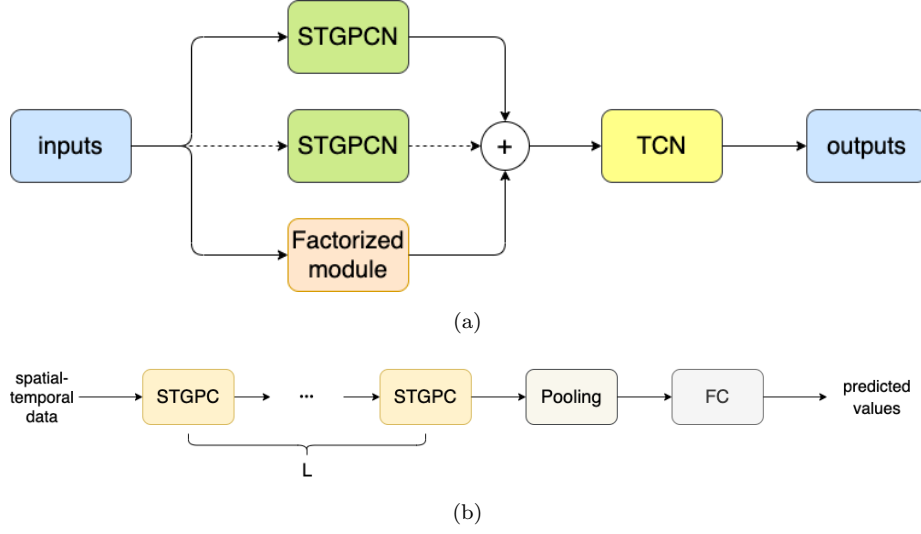 STGPCN
inputs
STGPCN
+
TCN
outputs
Factorized
module
(a)
spatial-
temporal
data
STGPC
...
STGPC
Pooling
FC
predicted
values
L
(b)